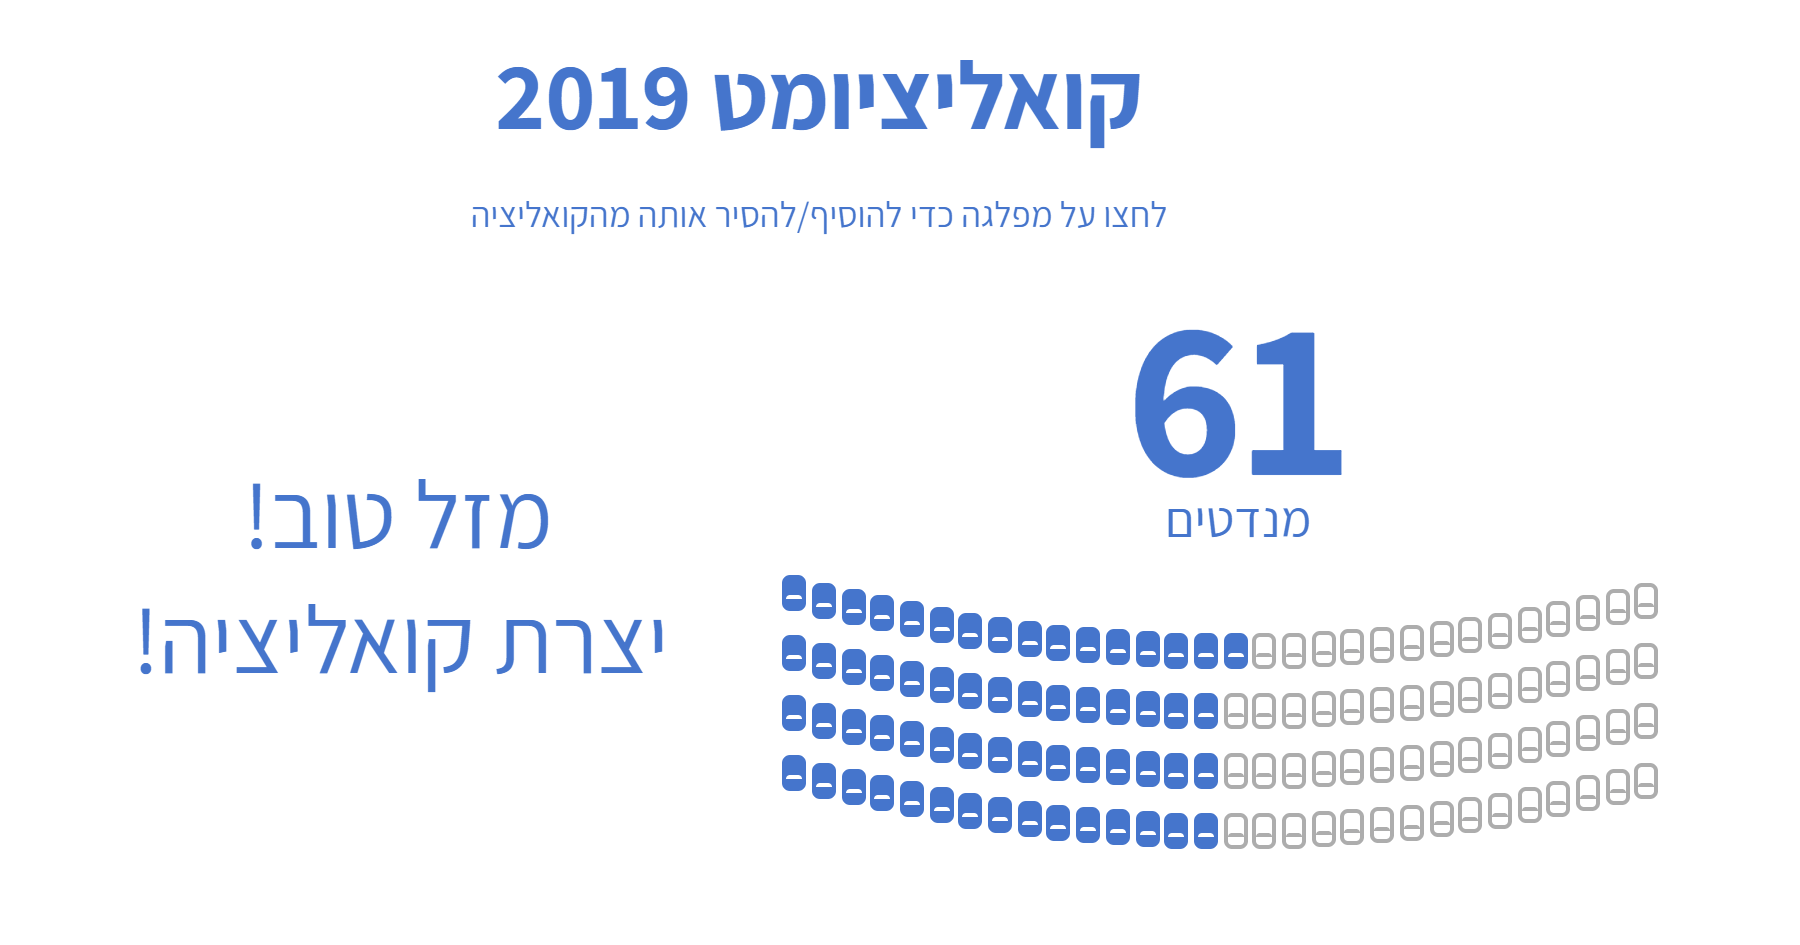 קואליציומט 2019
לחצו על מפלגה כדי להוסיף/להסיר אותה מהקואליציה
61
מנדטים
מזל טוב!
יצרת קואליציה!